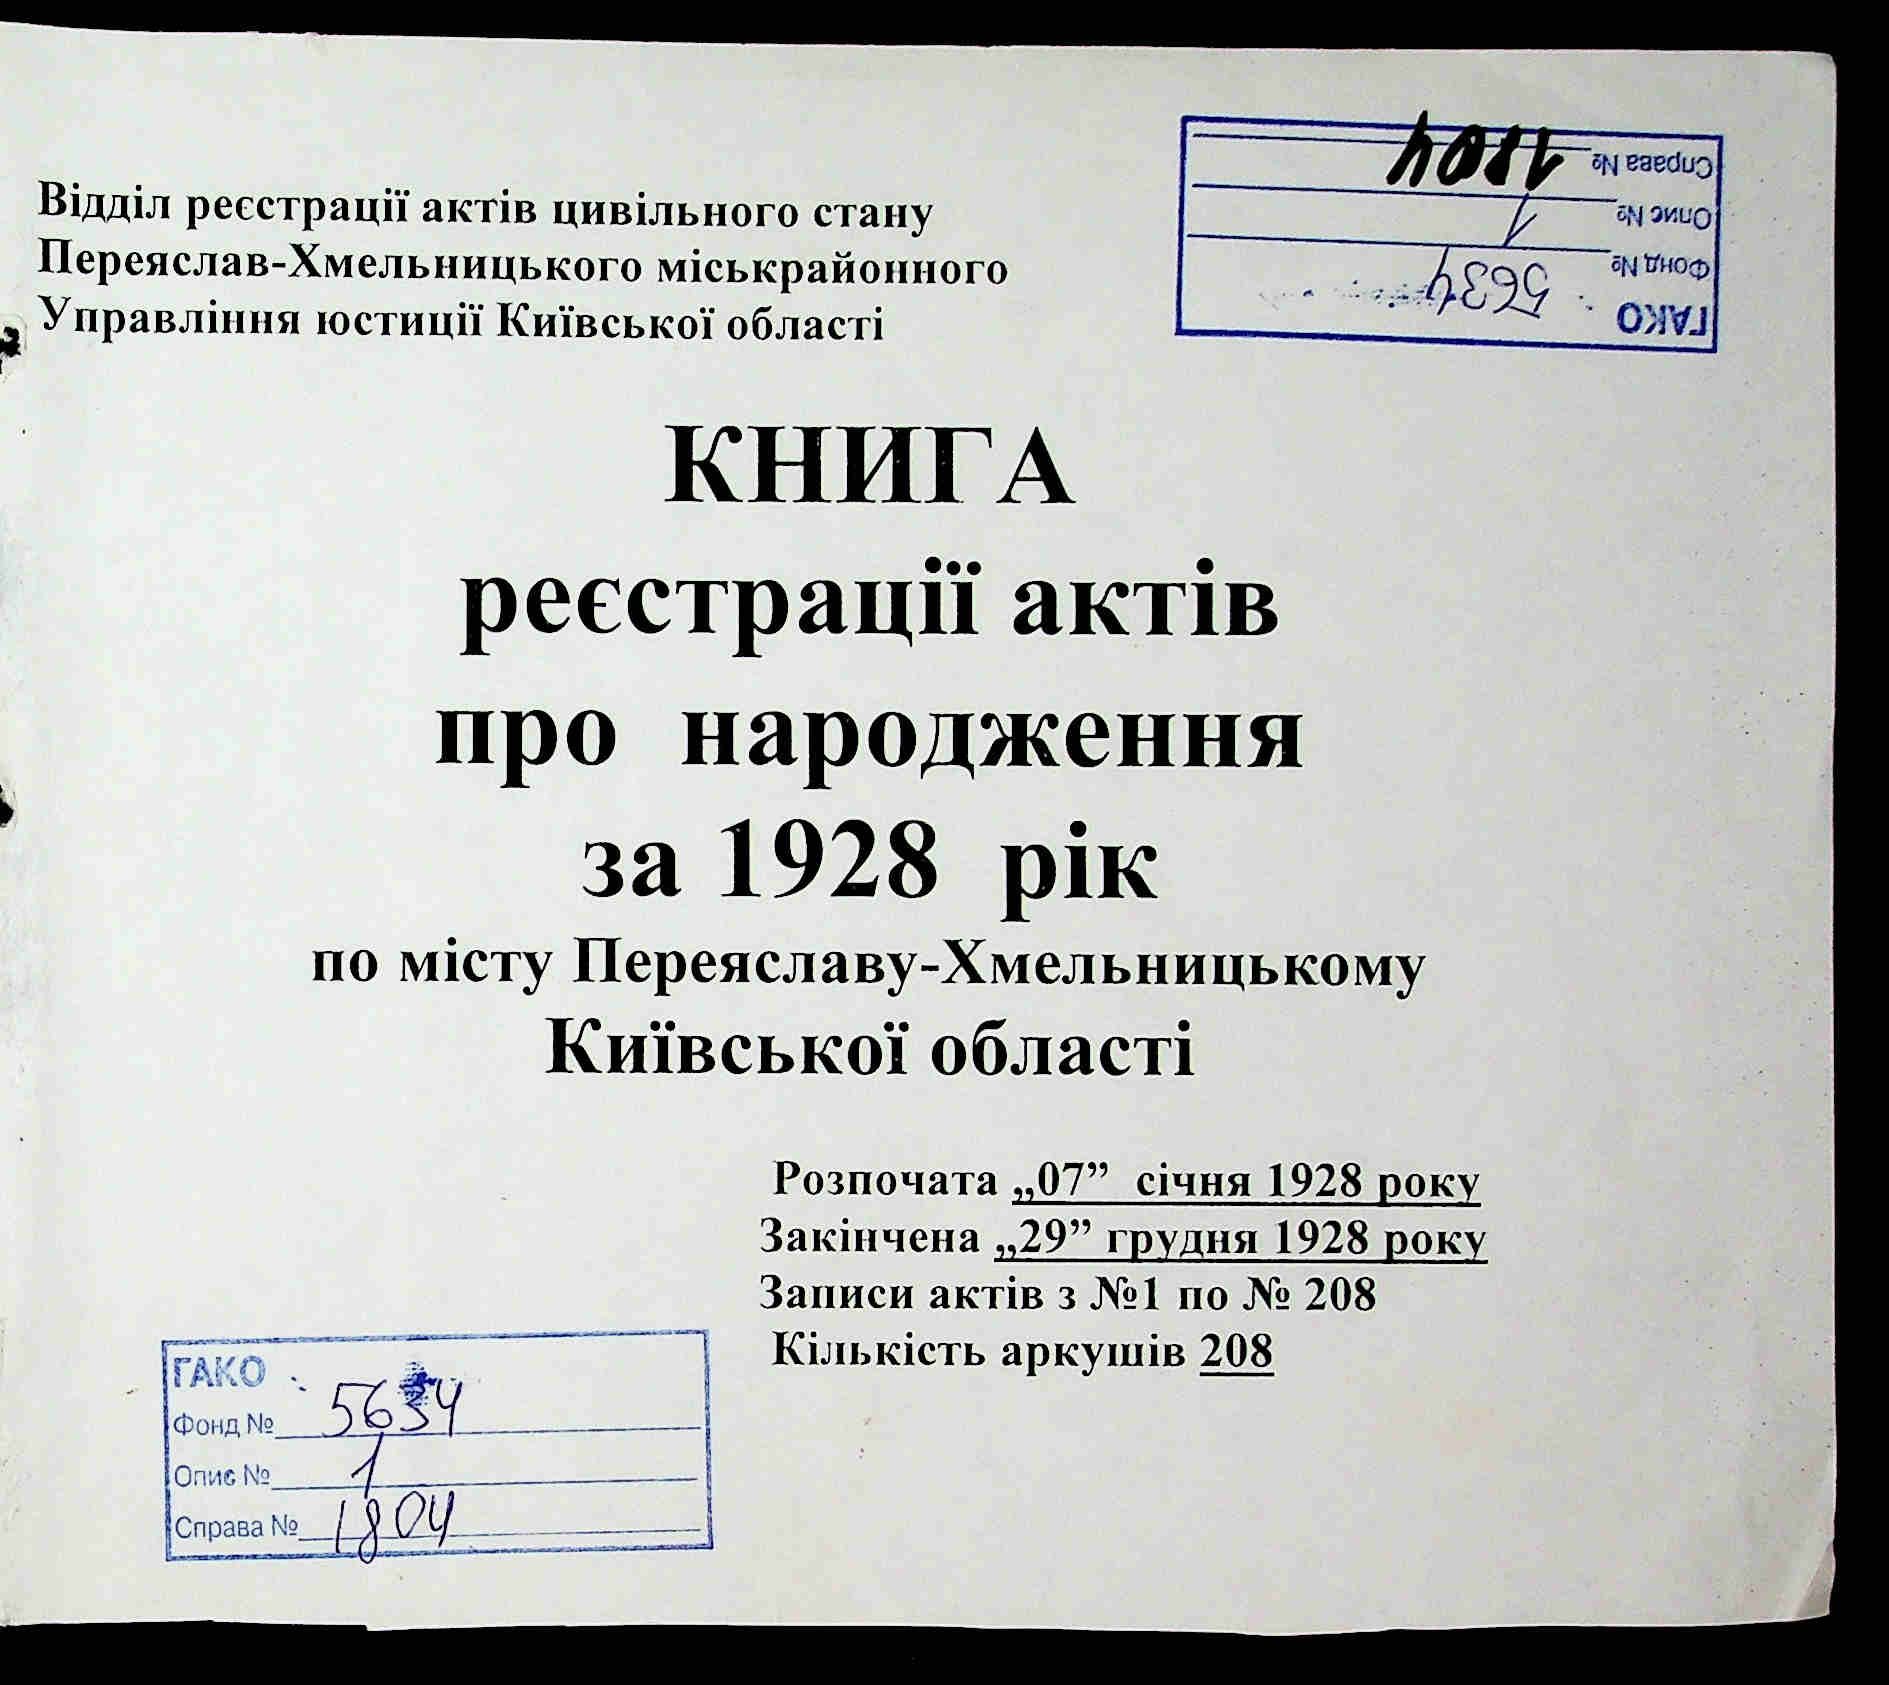 Відділ реєстрації актів цивільного стану
Переяслав-Хмельницького міськрайонного
Управління юстиції Київської області
ГАКО
Фонд № 5634
Опис № 1
Справа № 1804
КНИГА
реєстрації актів
про народження
за 1928 рік
по місту Переяславу-Хмельницькому
Київської області
Розпочата „07” січня 1928 року
Закінчена „29” грудня 1928 року
Записи актів з №1 по № 208
Кількість аркушів 208
ГАКО
Фонд № 5634
Опис № 1
Справа № 1804